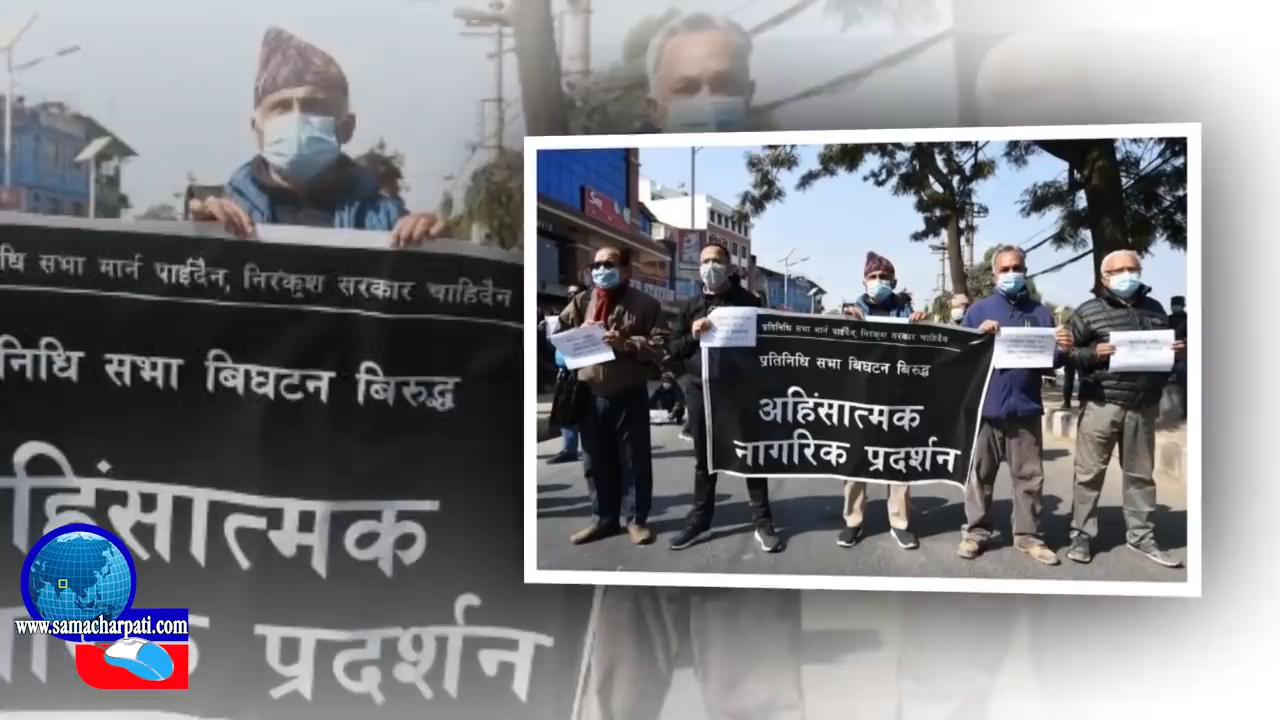 धि सभा मार्न पाईदैन, निरंकुश सरकार चाहिदैन
निधि सभा बिघटन बिरुद्ध
हिंसात्मक
प्रदर्शन
प्रतिनिधि सभा मार्न पाईदैन, निरंकुश सरकार चाहिदैन
प्रतिनिधि सभा बिघटन बिरुद्ध
अहिंसात्मक
नागरिक प्रदर्शन
www.samacharpati.com